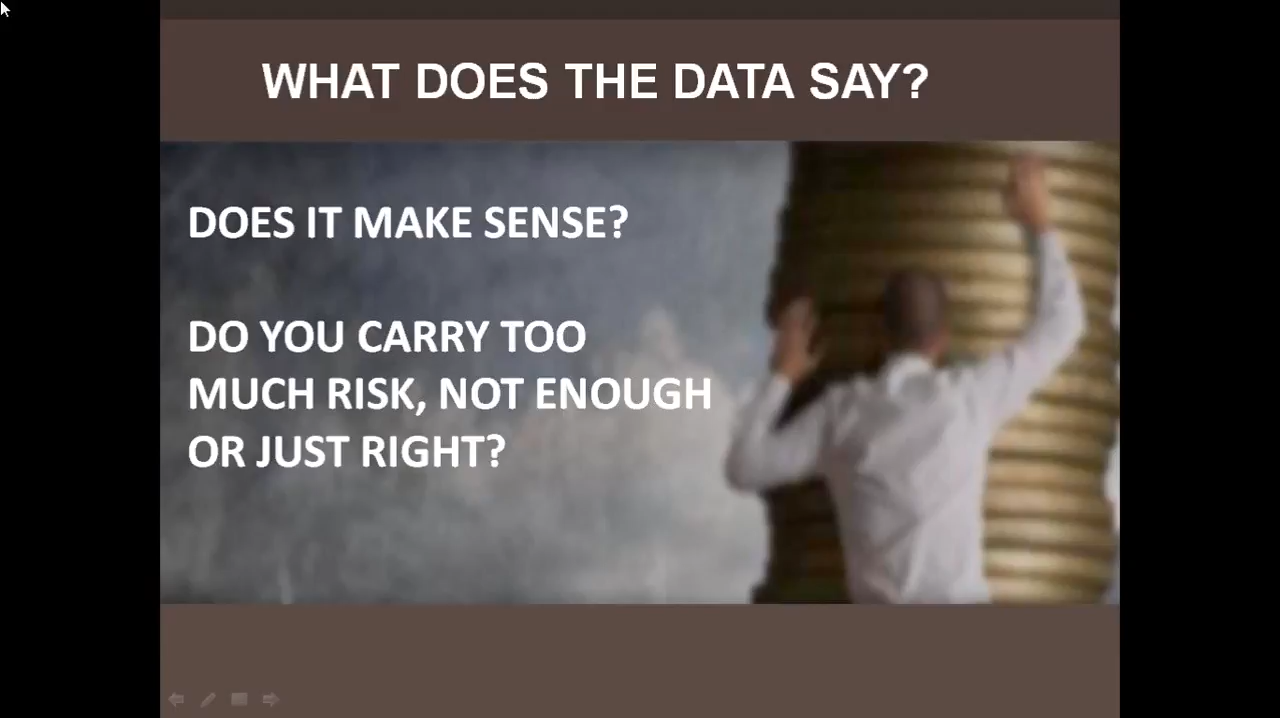 WHAT DOES THE DATA SAY?
DOES IT MAKE SENSE?
DO YOU CARRY TOO
MUCH RISK, NOT ENOUGH
OR JUST RIGHT?